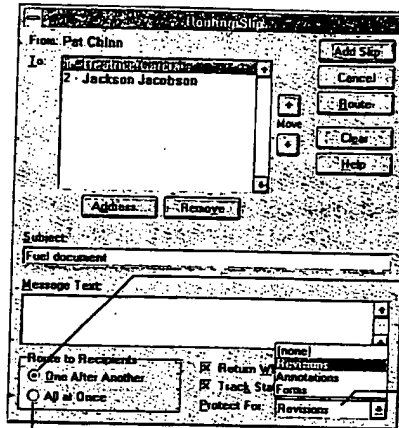 Routing Slip
From: Pat Chinn
To:
2 - Jackson Jacobson
Add Slip
Cancel
Route
Clear
Help
Move
Address...
Remove
Subject:
Fuel document
Message Text:
Route to Recipients
One After Another
All at Once
Return
Track
Protect For:
(none)
Revisions
Annotations
Forms
Revisions